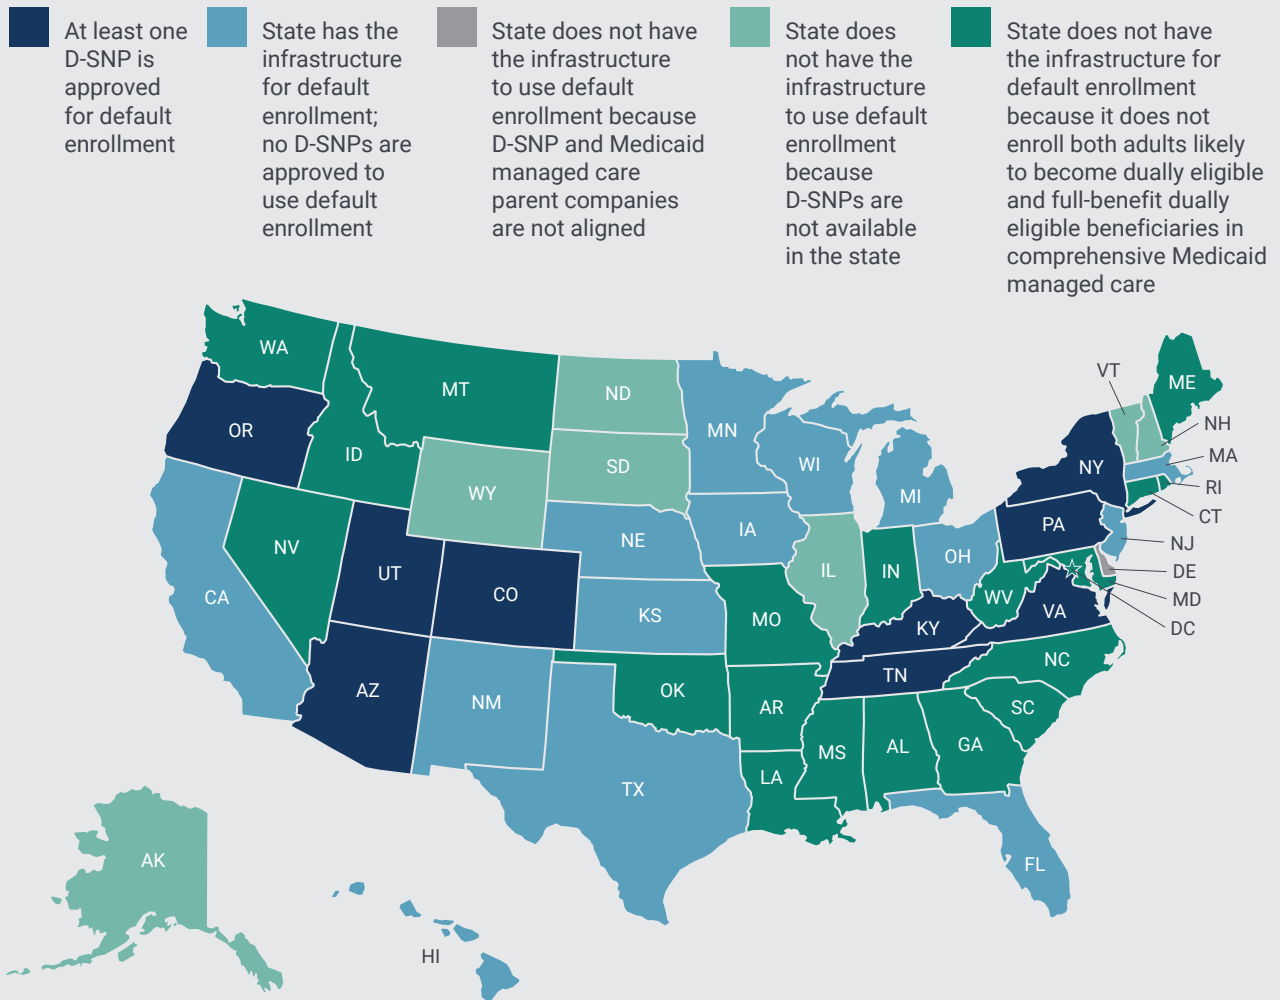 At least one
D-SNP is
approved
for default
enrollment
State has the
infrastructure
for default
enrollment;
no D-SNPs are
approved to
use default
enrollment
State does not have
the infrastructure
to use default
enrollment because
D-SNP and Medicaid
managed care
parent companies
are not aligned
State does
not have the
infrastructure
to use default
enrollment
because
D-SNPs are
not available
in the state
State does not have
the infrastructure for
default enrollment
because it does not
enroll both adults likely
to become dually eligible
and full-benefit dually
eligible beneficiaries in
comprehensive Medicaid
managed care
WA
VT
ME
MT
ND
NH
OR
MN
ID
MA
SD
WI
NY
WY
MI
RI
CT
PA
IA
NE
NV
NJ
OH
IL
IN
UT
DE
CO
CA
WV
MD
VA
KS
MO
KY
DC
NC
TN
AZ
OK
NM
AR
SC
GA
AL
MS
LA
TX
AK
FL
HI